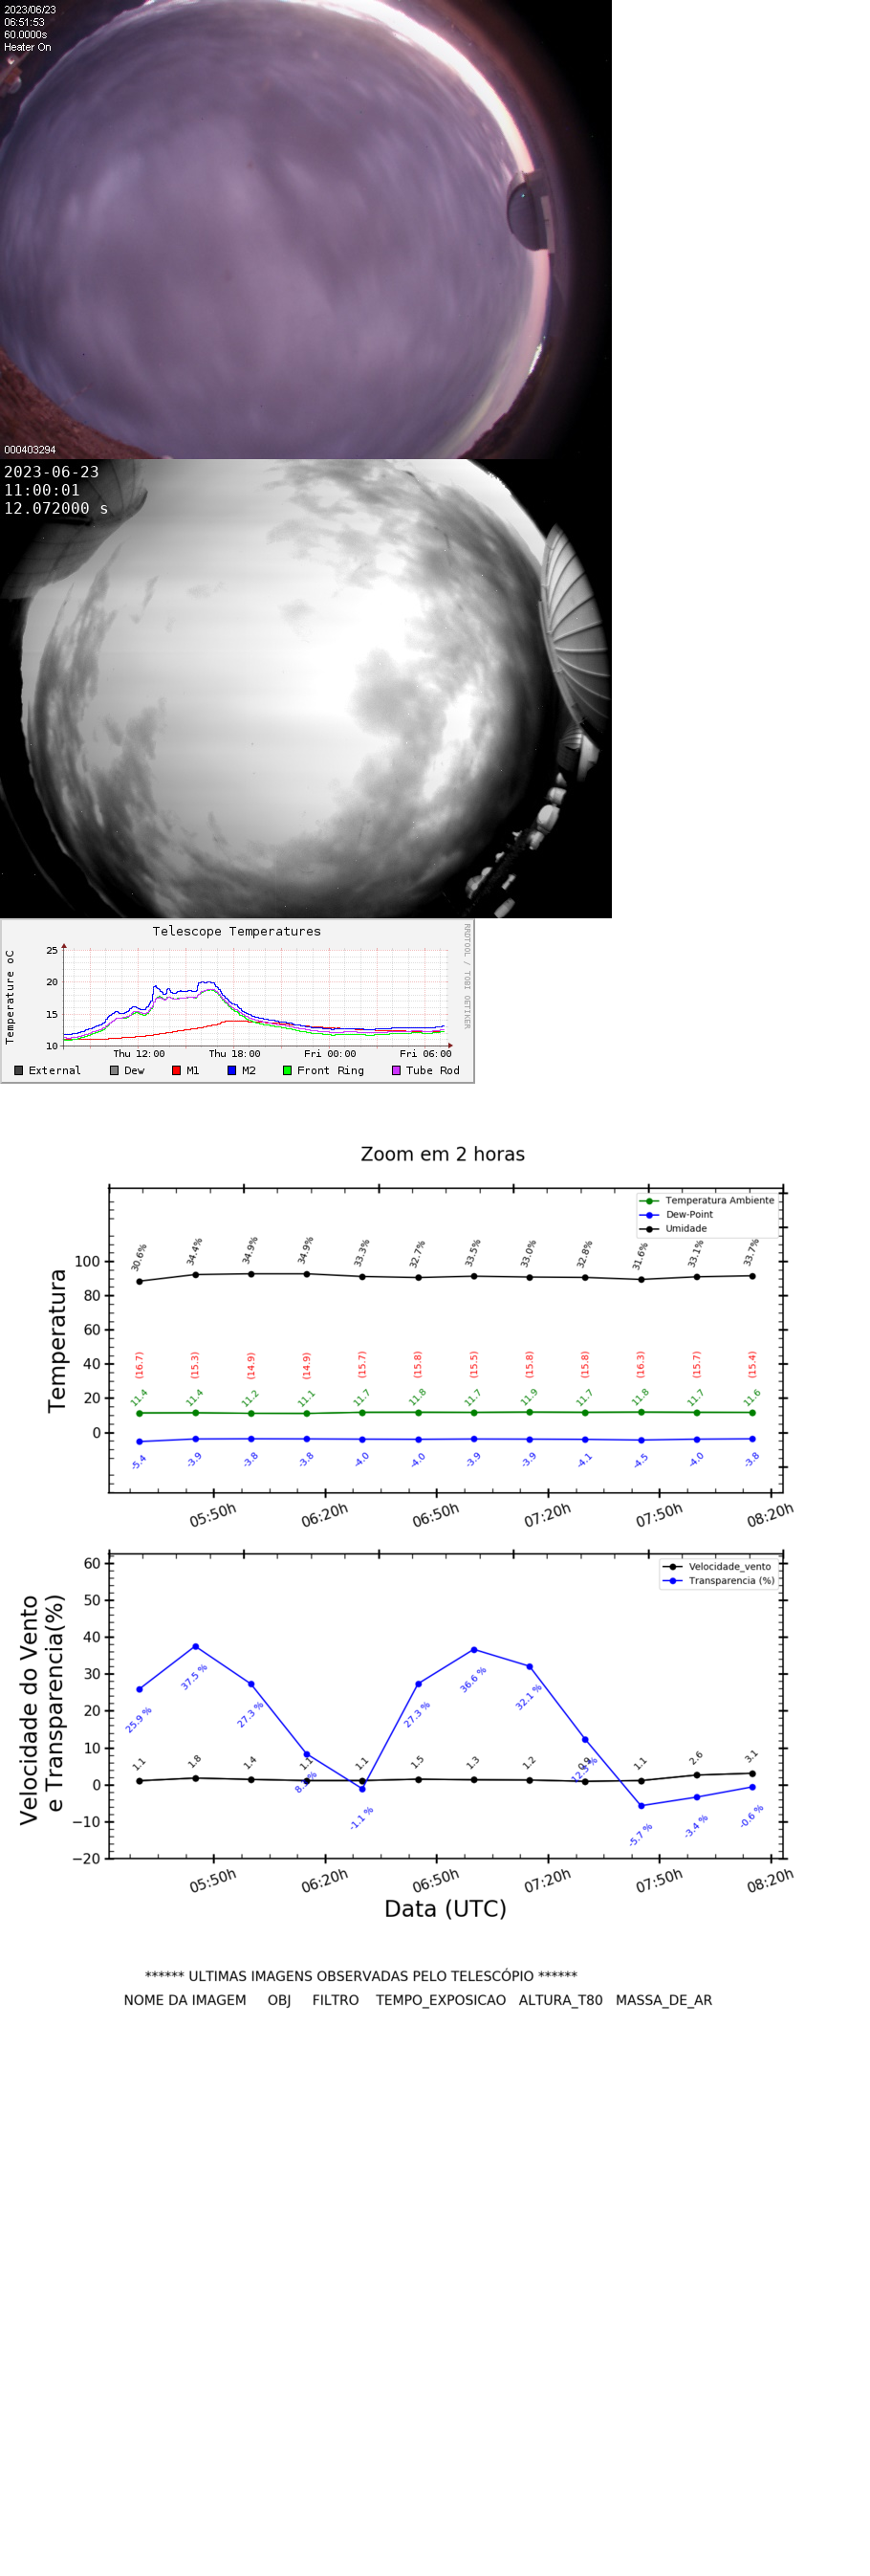 2023/06/23
06:51:53
60.0000s
Heater On
000403294
2023-06-23
11:00:01
12.072000 s
Telescope Temperatures
Temperature oC
25
20
15
10
Thu 12:00 Thu 18:00 Fri 00:00 Fri 06:00
External Dew M1 M2 Front Ring Tube Rod
RRDTOOL / TOBI OETIKER
Zoom em 2 horas
Temperatura Ambiente
Dew-Point
Umidade
Temperatura
100
80
60
40
20
0
30.6% 34.4% 34.9% 34.9% 33.3% 32.7% 33.5% 33.0% 32.8% 31.6% 33.1% 33.7%
(16.7) (15.3) (14.9) (14.9) (15.7) (15.8) (15.5) (15.8) (15.8) (16.3) (15.7) (15.4)
11.4 11.4 11.2 11.1 11.7 11.8 11.7 11.9 11.7 11.8 11.7 11.6
-5.4 -3.9 -3.8 -3.8 -4.0 -4.0 -3.9 -3.9 -4.1 -4.5 -4.0 -3.8
05:50h 06:20h 06:50h 07:20h 07:50h 08:20h
Velocidade_vento
Transparencia (%)
Velocidade do Vento
e Transparencia(%)
60
50
40
30
20
10
0
−10
−20
1.1 1.8 1.4 1.1 1.1 1.5 1.3 1.2 0.9 1.1 2.6 3.1
25.9 % 37.5 % 27.3 % -1.1 % 27.3 % 36.6 % 32.1 % -5.7 % -3.4 % -0.6 %
05:50h 06:20h 06:50h 07:20h 07:50h 08:20h
Data (UTC)
****** ULTIMAS IMAGENS OBSERVADAS PELO TELESCÓPIO ******
NOME DA IMAGEM OBJ FILTRO TEMPO_EXPOSICAO ALTURA_T80 MASSA_DE_AR